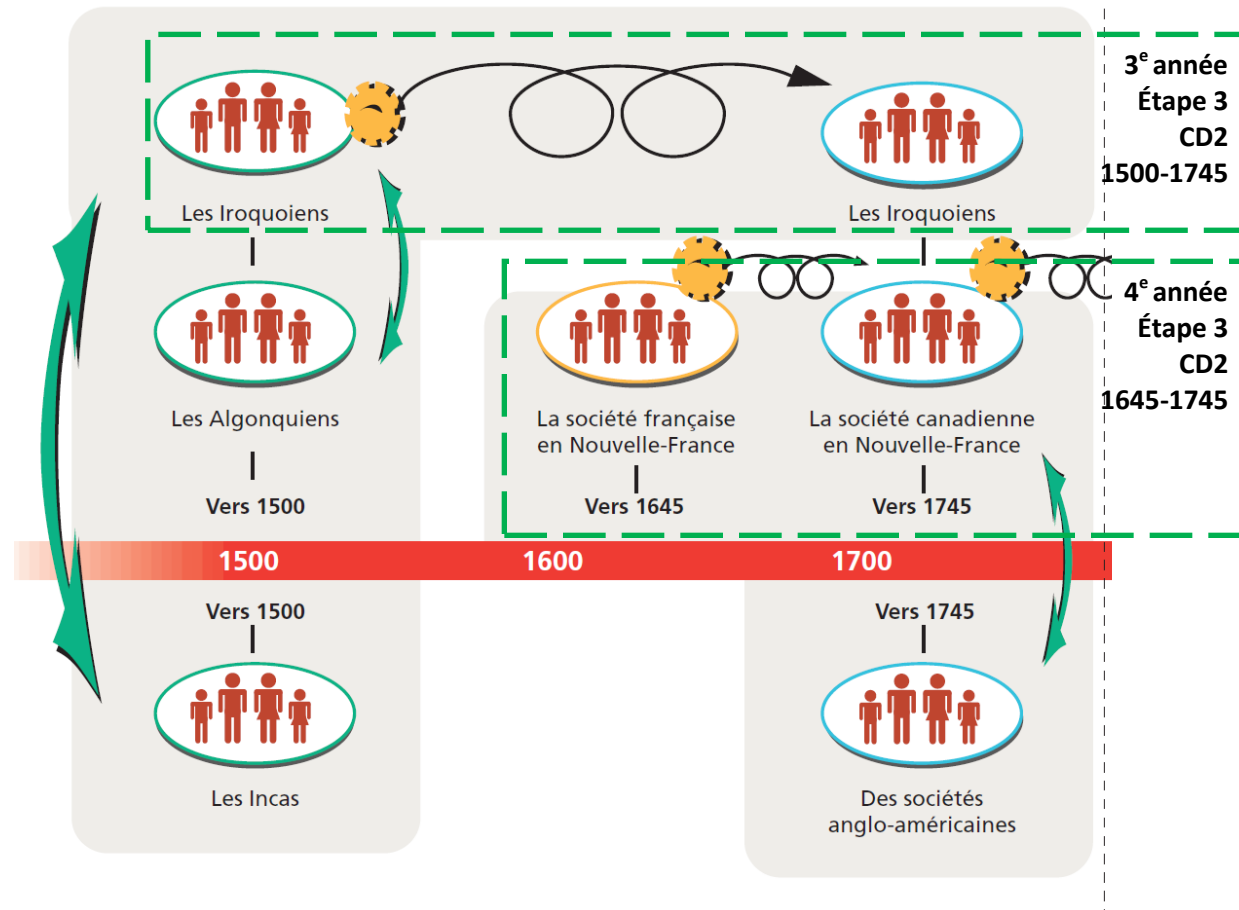 3e année
Étape 3
CD2
1500-1745
Les Iroquoiens
Les Iroquoiens
4e année
Étape 3
CD2
1645-1745
Les Algonquiens
La société française
en Nouvelle-France
La société canadienne
en Nouvelle-France
Vers 1500
Vers 1645
Vers 1745
1500
1600
1700
Vers 1500
Vers 1745
Les Incas
Des sociétés
anglo-américaines